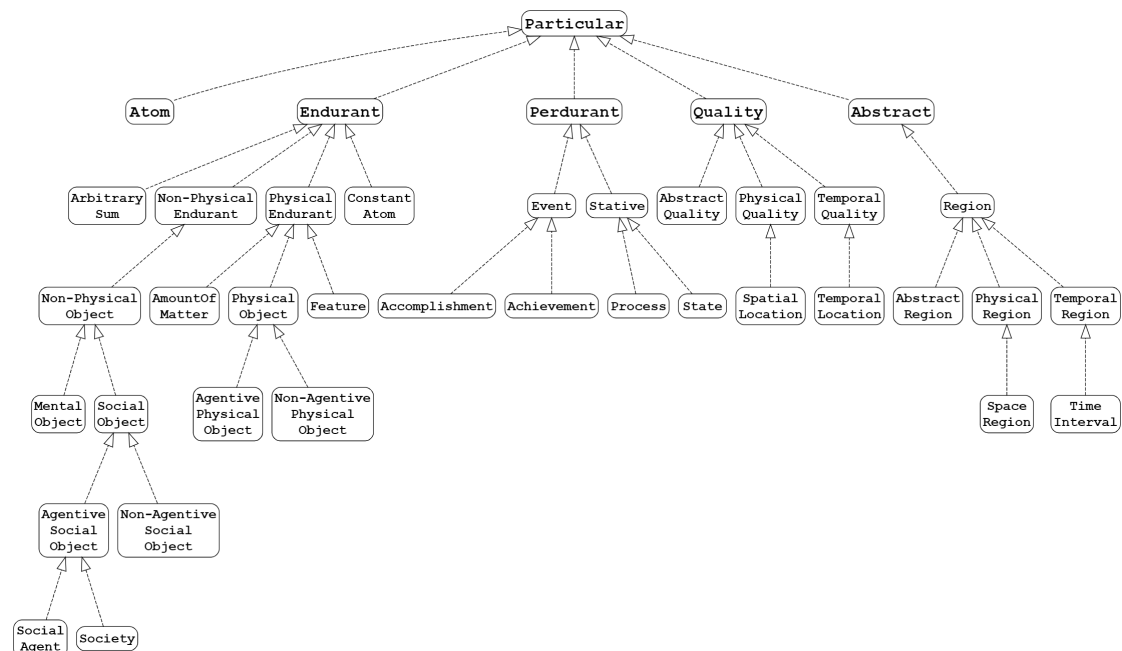 Particular
Atom
Endurant
Perdurant
Quality
Abstract
Arbitrary
Sum
Non-Physical
Endurant
Physical
Endurant
Constant
Atom
Event
Stative
Abstract
Quality
Physical
Quality
Temporal
Quality
Region
Non-Physical
Object
AmountOf
Matter
Physical
Object
Feature
Accomplishment
Achievement
Process
State
Spatial
Location
Temporal
Location
Abstract
Region
Physical
Region
Temporal
Region
Mental
Object
Social
Object
Agentive
Physical
Object
Non-Agentive
Physical
Object
Space
Region
Time
Interval
Agentive
Social
Object
Non-Agentive
Social
Object
Social
Agent
Society